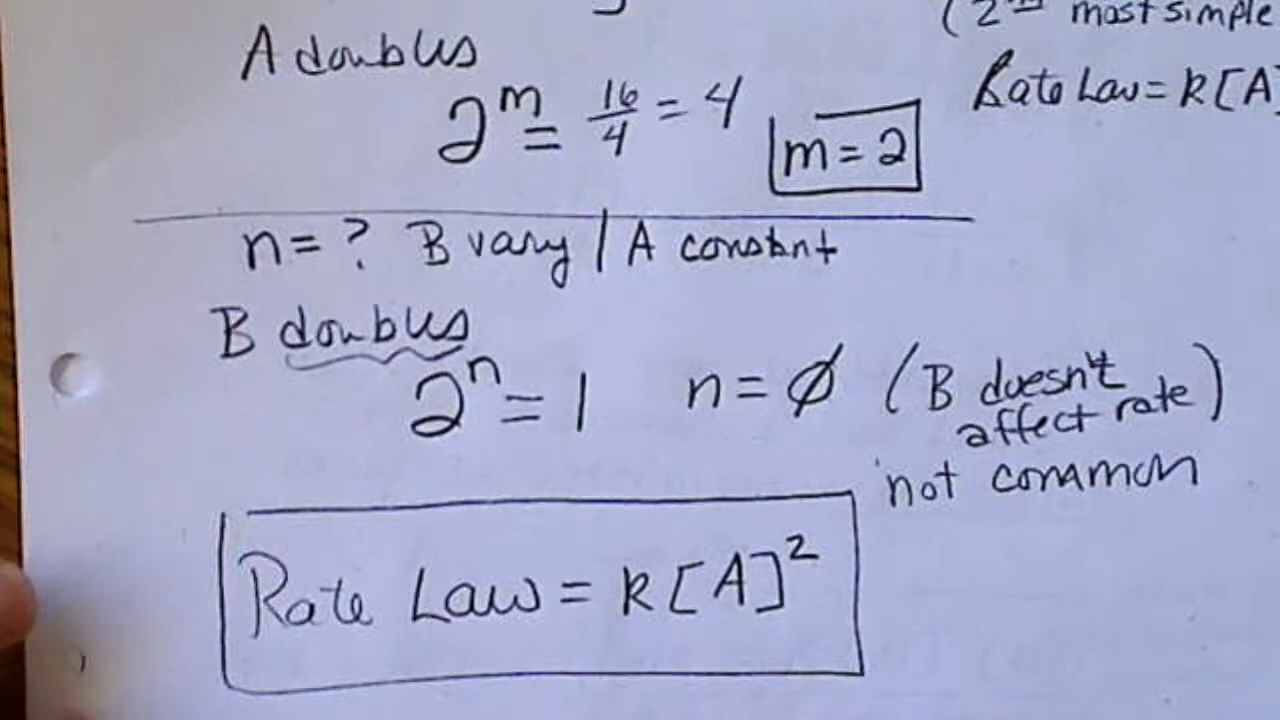 (2nd most simple
A doubles
Rate Law = k[A]
2^m = 16/4 = 4 m = 2
n = ? B vary / A constant
B doubles
2^n = 1 n = ∅ (B doesn't affect rate)
not common
Rate Law = k[A]²